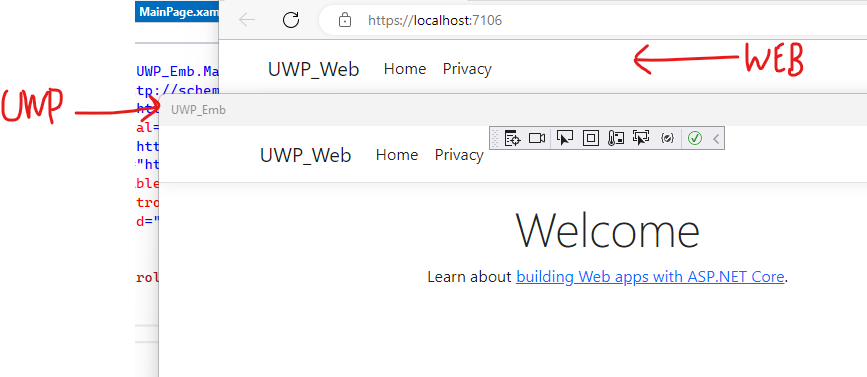 MainPage.xam
https://localhost:7106
UWP_Web Home Privacy
WEB
UWP_Emb.Ma
tp://schem
UWP
UWP_Emb
al=
htt
"ht
ble
tro
d="
rol
UWP_Web Home Privacy
Welcome
Learn about building Web apps with ASP.NET Core.